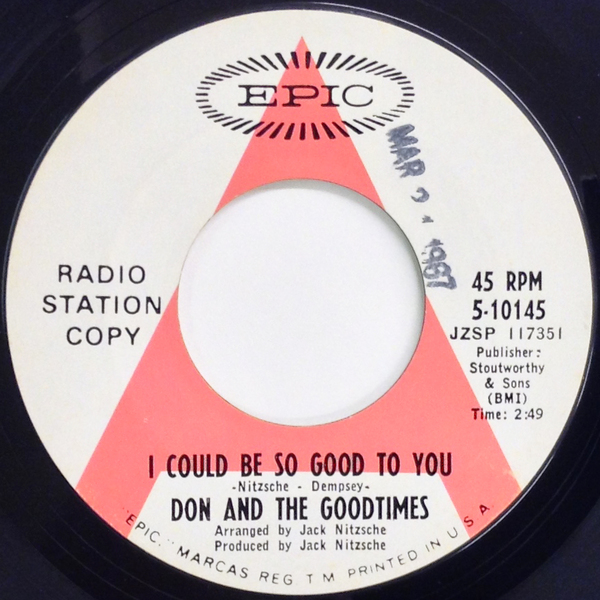 EPIC
MAR 2 1967
RADIO
STATION
COPY
45 RPM
5-10145
JZSP 117351
Publisher:
Stoutworthy
& Sons
(BMI)
Time: 2:49
I COULD BE SO GOOD TO YOU
-Nitzsche - Dempsey-
DON AND THE GOODTIMES
Arranged by Jack Nitzsche
Produced by Jack Nitzsche
"EPIC," MARCAS REG. T M PRINTED IN U S A